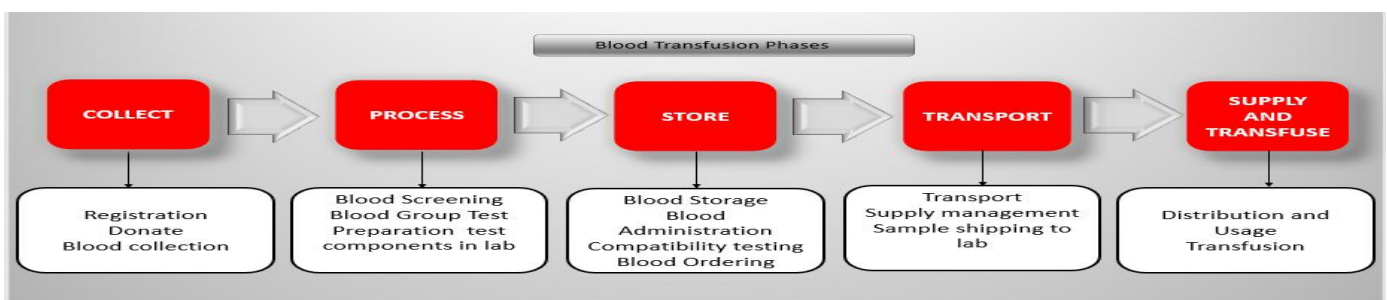 Blood Transfusion Phases
COLLECT
PROCESS
STORE
TRANSPORT
SUPPLY
AND
TRANSFUSE
Registration
Donate
Blood collection
Blood Screening
Blood Group Test
Preparation test
components in lab
Blood Storage
Blood
Administration
Compatibility testing
Blood Ordering
Transport
Supply management
Sample shipping to
lab
Distribution and
Usage
Transfusion